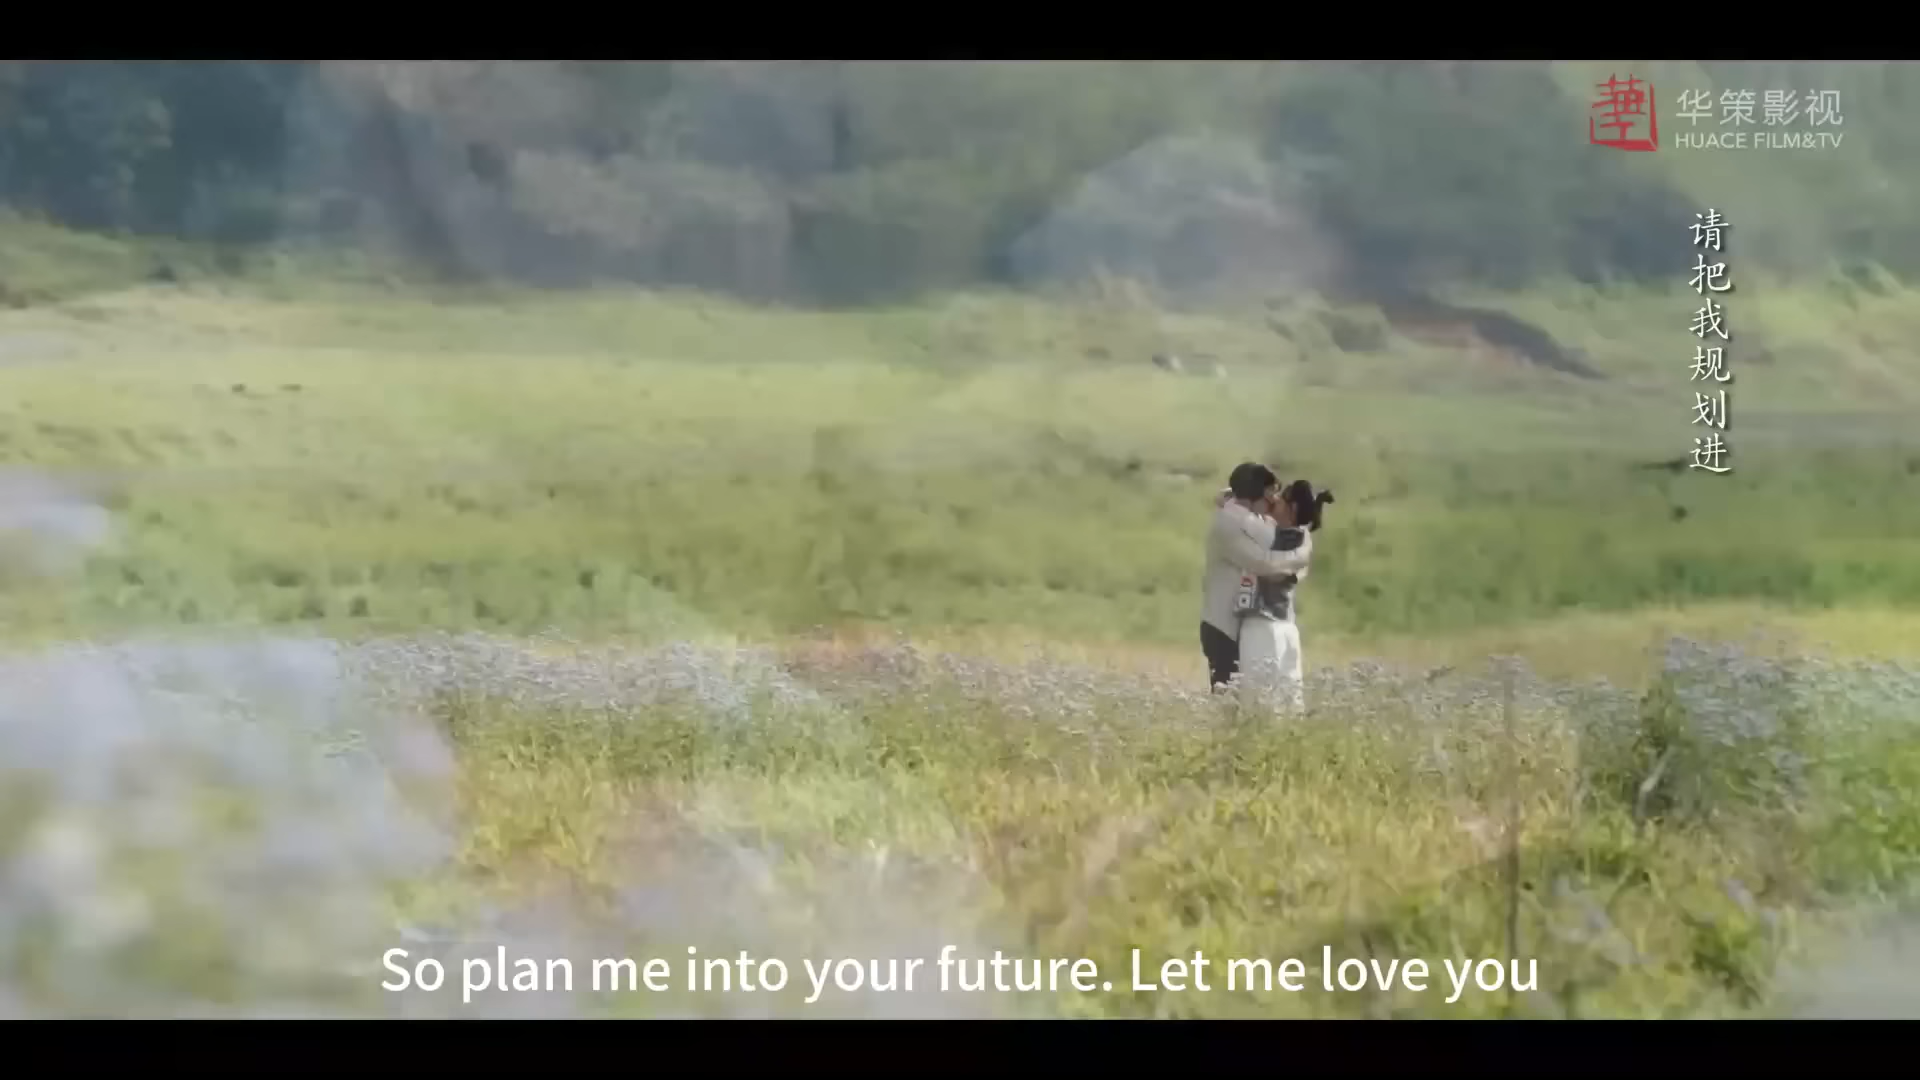 华策影视
HUACE FILM&TV
请把我规划进
So plan me into your future. Let me love you